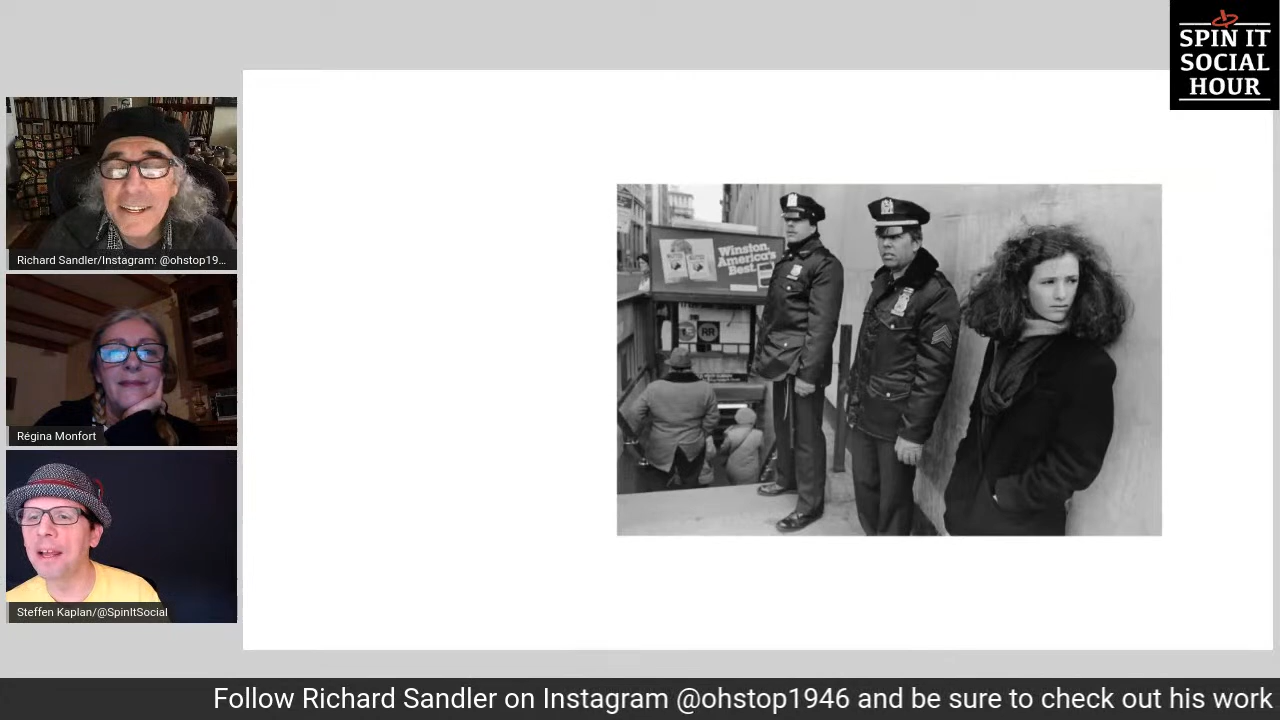 SPIN IT
SOCIAL
HOUR
Richard Sandler/Instagram: @ohstop19...
Régina Monfort
Steffen Kaplan/@SpinItSocial
Winston.
America's
Best.
RR
Follow Richard Sandler on Instagram @ohstop1946 and be sure to check out his work